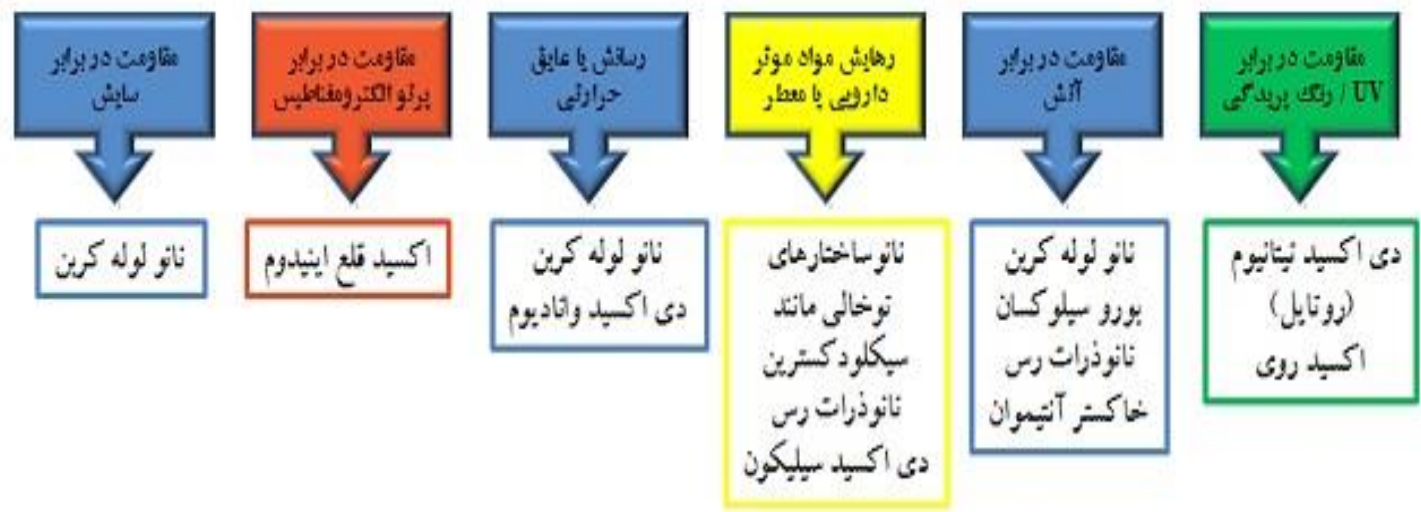 مقاومت در برابر
UV / رنگ پریدگی
دی اکسید تیتانیوم
(روتایل)
اکسید روی
مقاومت در برابر
آتش
نانو لوله کربن
بورو سیلوکسان
نانوذرات رس
خاکستر آنتیموان
رهایش مواد موثر
دارویی یا معطر
نانوساختارهای
توخالی مانند
سیکلودکسترین
نانوذرات رس
دی اکسید سیلیکون
رسانش یا عایق
حرارتی
نانو لوله کربن
دی اکسید وانادیوم
مقاومت در برابر
پرتو الکترومغناطیس
اکسید قلع ایندیوم
مقاومت در برابر
سایش
نانو لوله کربن